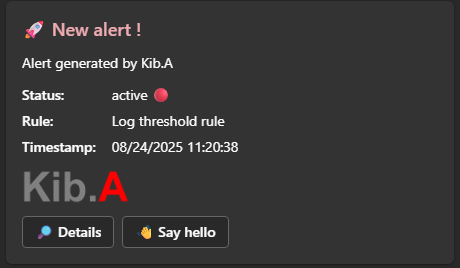 🚀 New alert !
Alert generated by Kib.A
Status: active 🔴
Rule: Log threshold rule
Timestamp: 08/24/2025 11:20:38
Kib.A
🔎 Details 👋 Say hello